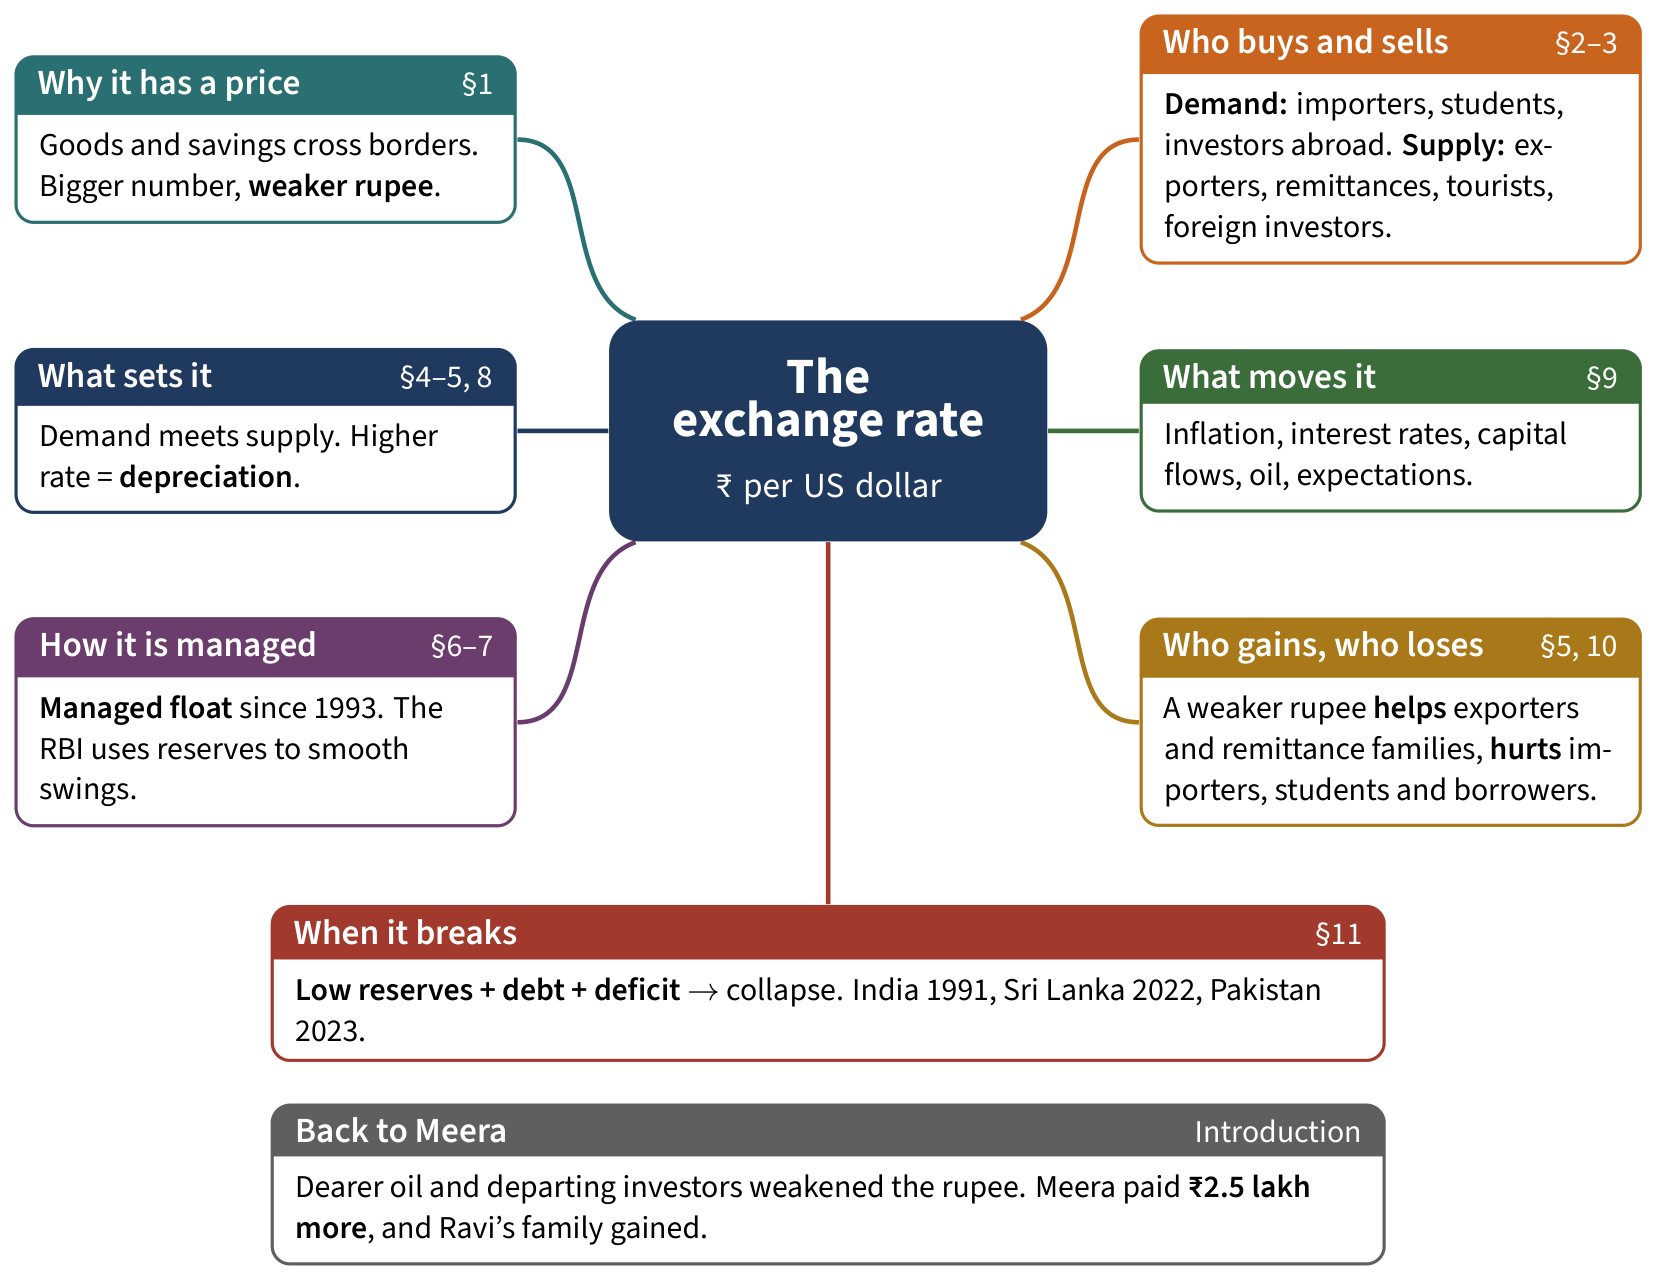 Why it has a price §1
Goods and savings cross borders.
Bigger number, weaker rupee.
Who buys and sells §2–3
Demand: importers, students,
investors abroad. Supply: ex-
porters, remittances, tourists,
foreign investors.
What sets it §4–5, 8
Demand meets supply. Higher
rate = depreciation.
The
exchange rate
₹ per US dollar
What moves it §9
Inflation, interest rates, capital
flows, oil, expectations.
How it is managed §6–7
Managed float since 1993. The
RBI uses reserves to smooth
swings.
Who gains, who loses §5, 10
A weaker rupee helps exporters
and remittance families, hurts im-
porters, students and borrowers.
When it breaks §11
Low reserves + debt + deficit → collapse. India 1991, Sri Lanka 2022, Pakistan
2023.
Back to Meera Introduction
Dearer oil and departing investors weakened the rupee. Meera paid ₹2.5 lakh
more, and Ravi’s family gained.